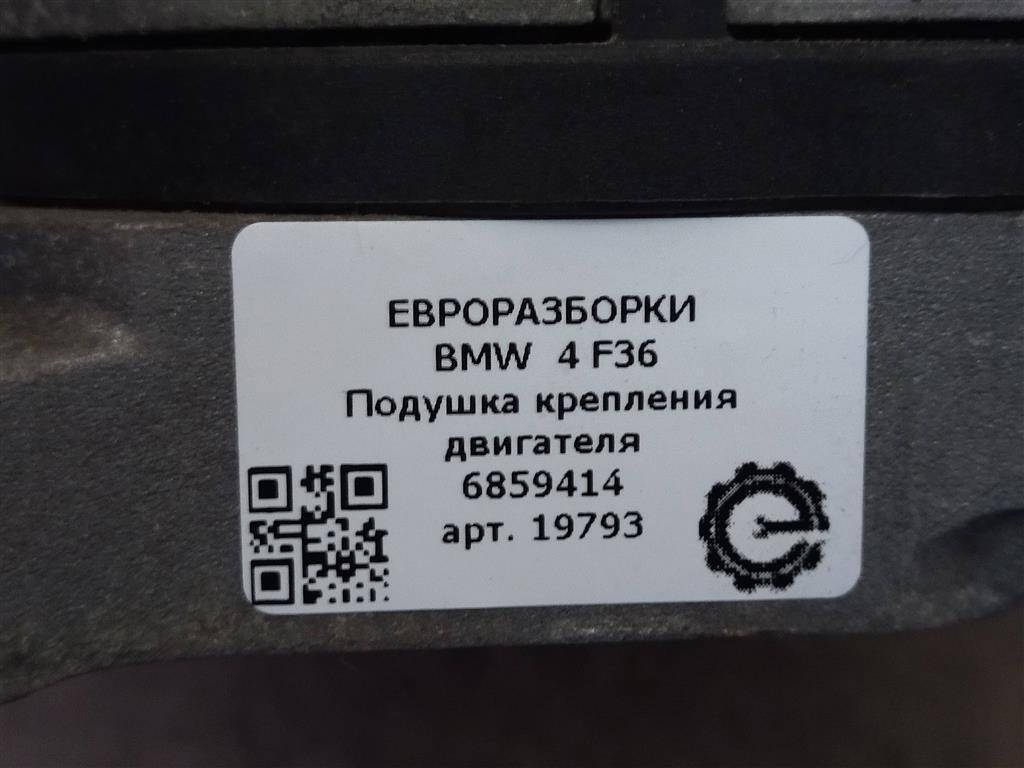 ЕВРОРАЗБОРКИ
BMW 4 F36
Подушка крепления
двигателя
6859414
арт. 19793